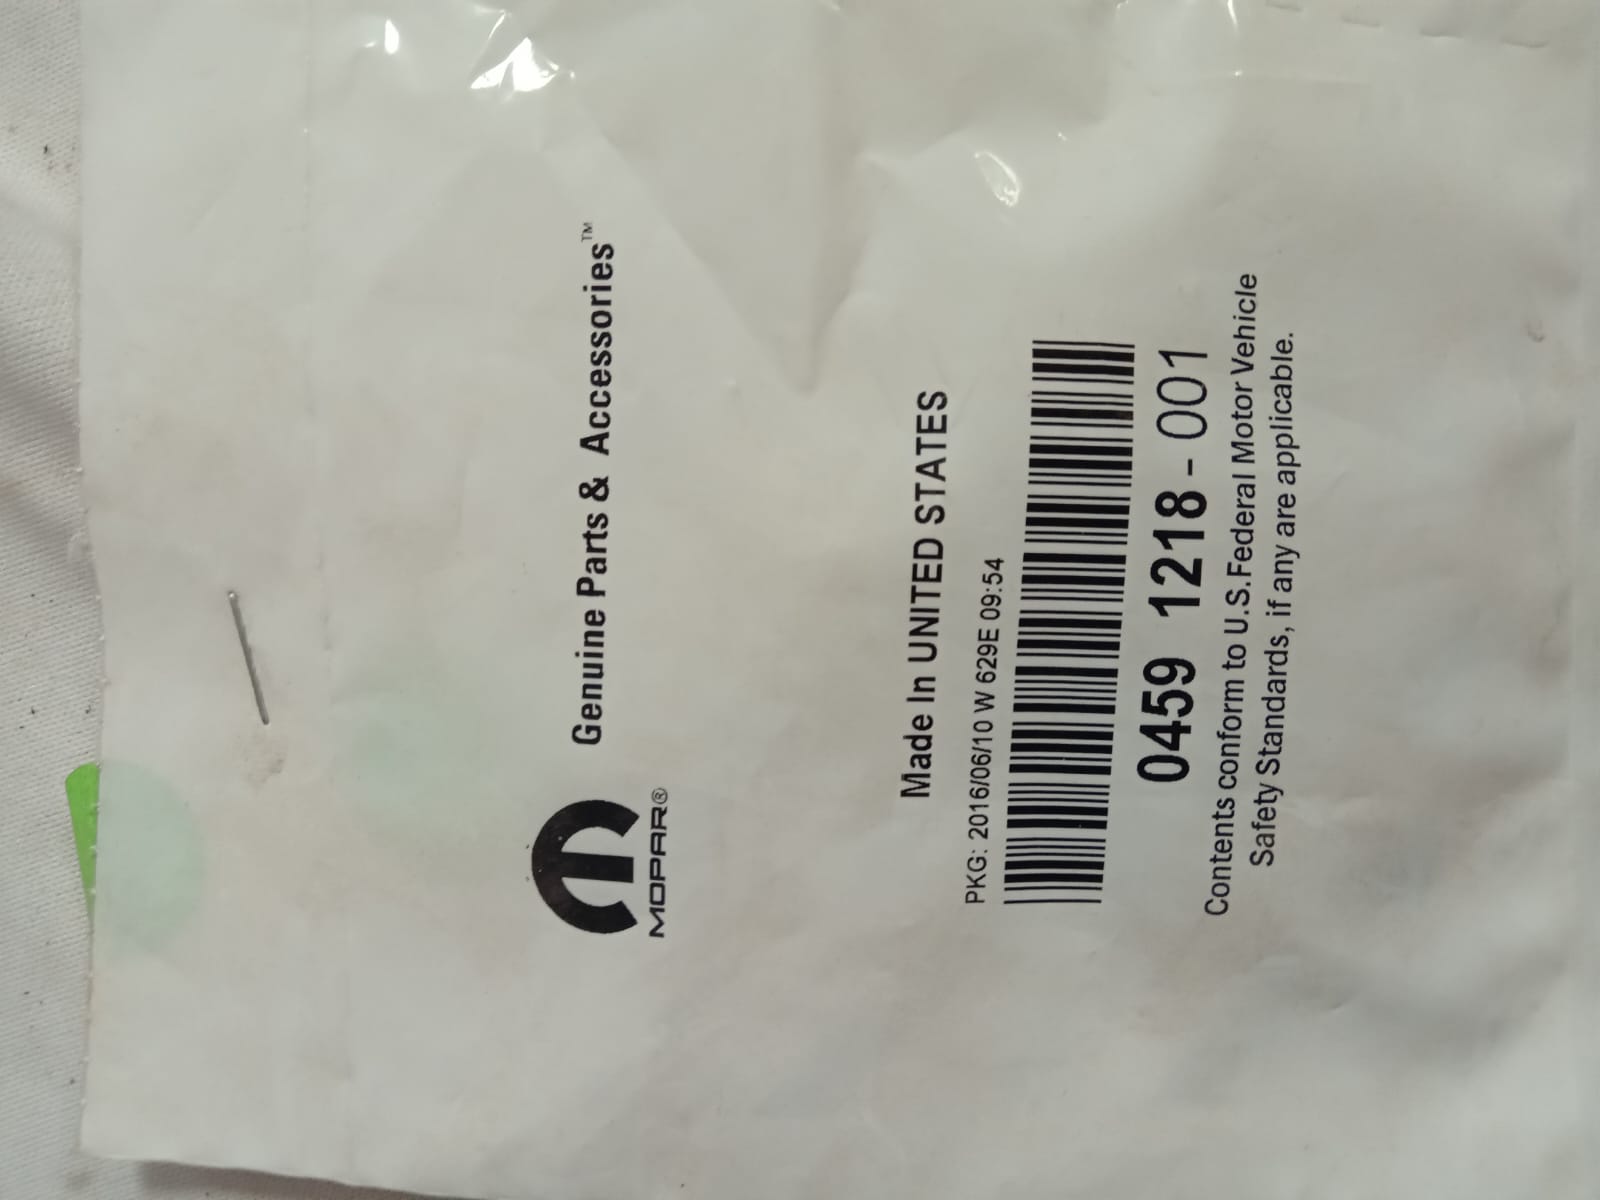 MOPAR®
Genuine Parts & Accessories™
Made In UNITED STATES
PKG: 2016/06/10 W 629E 09:54
0459 1218 - 001
Contents conform to U.S.Federal Motor Vehicle
Safety Standards, if any are applicable.